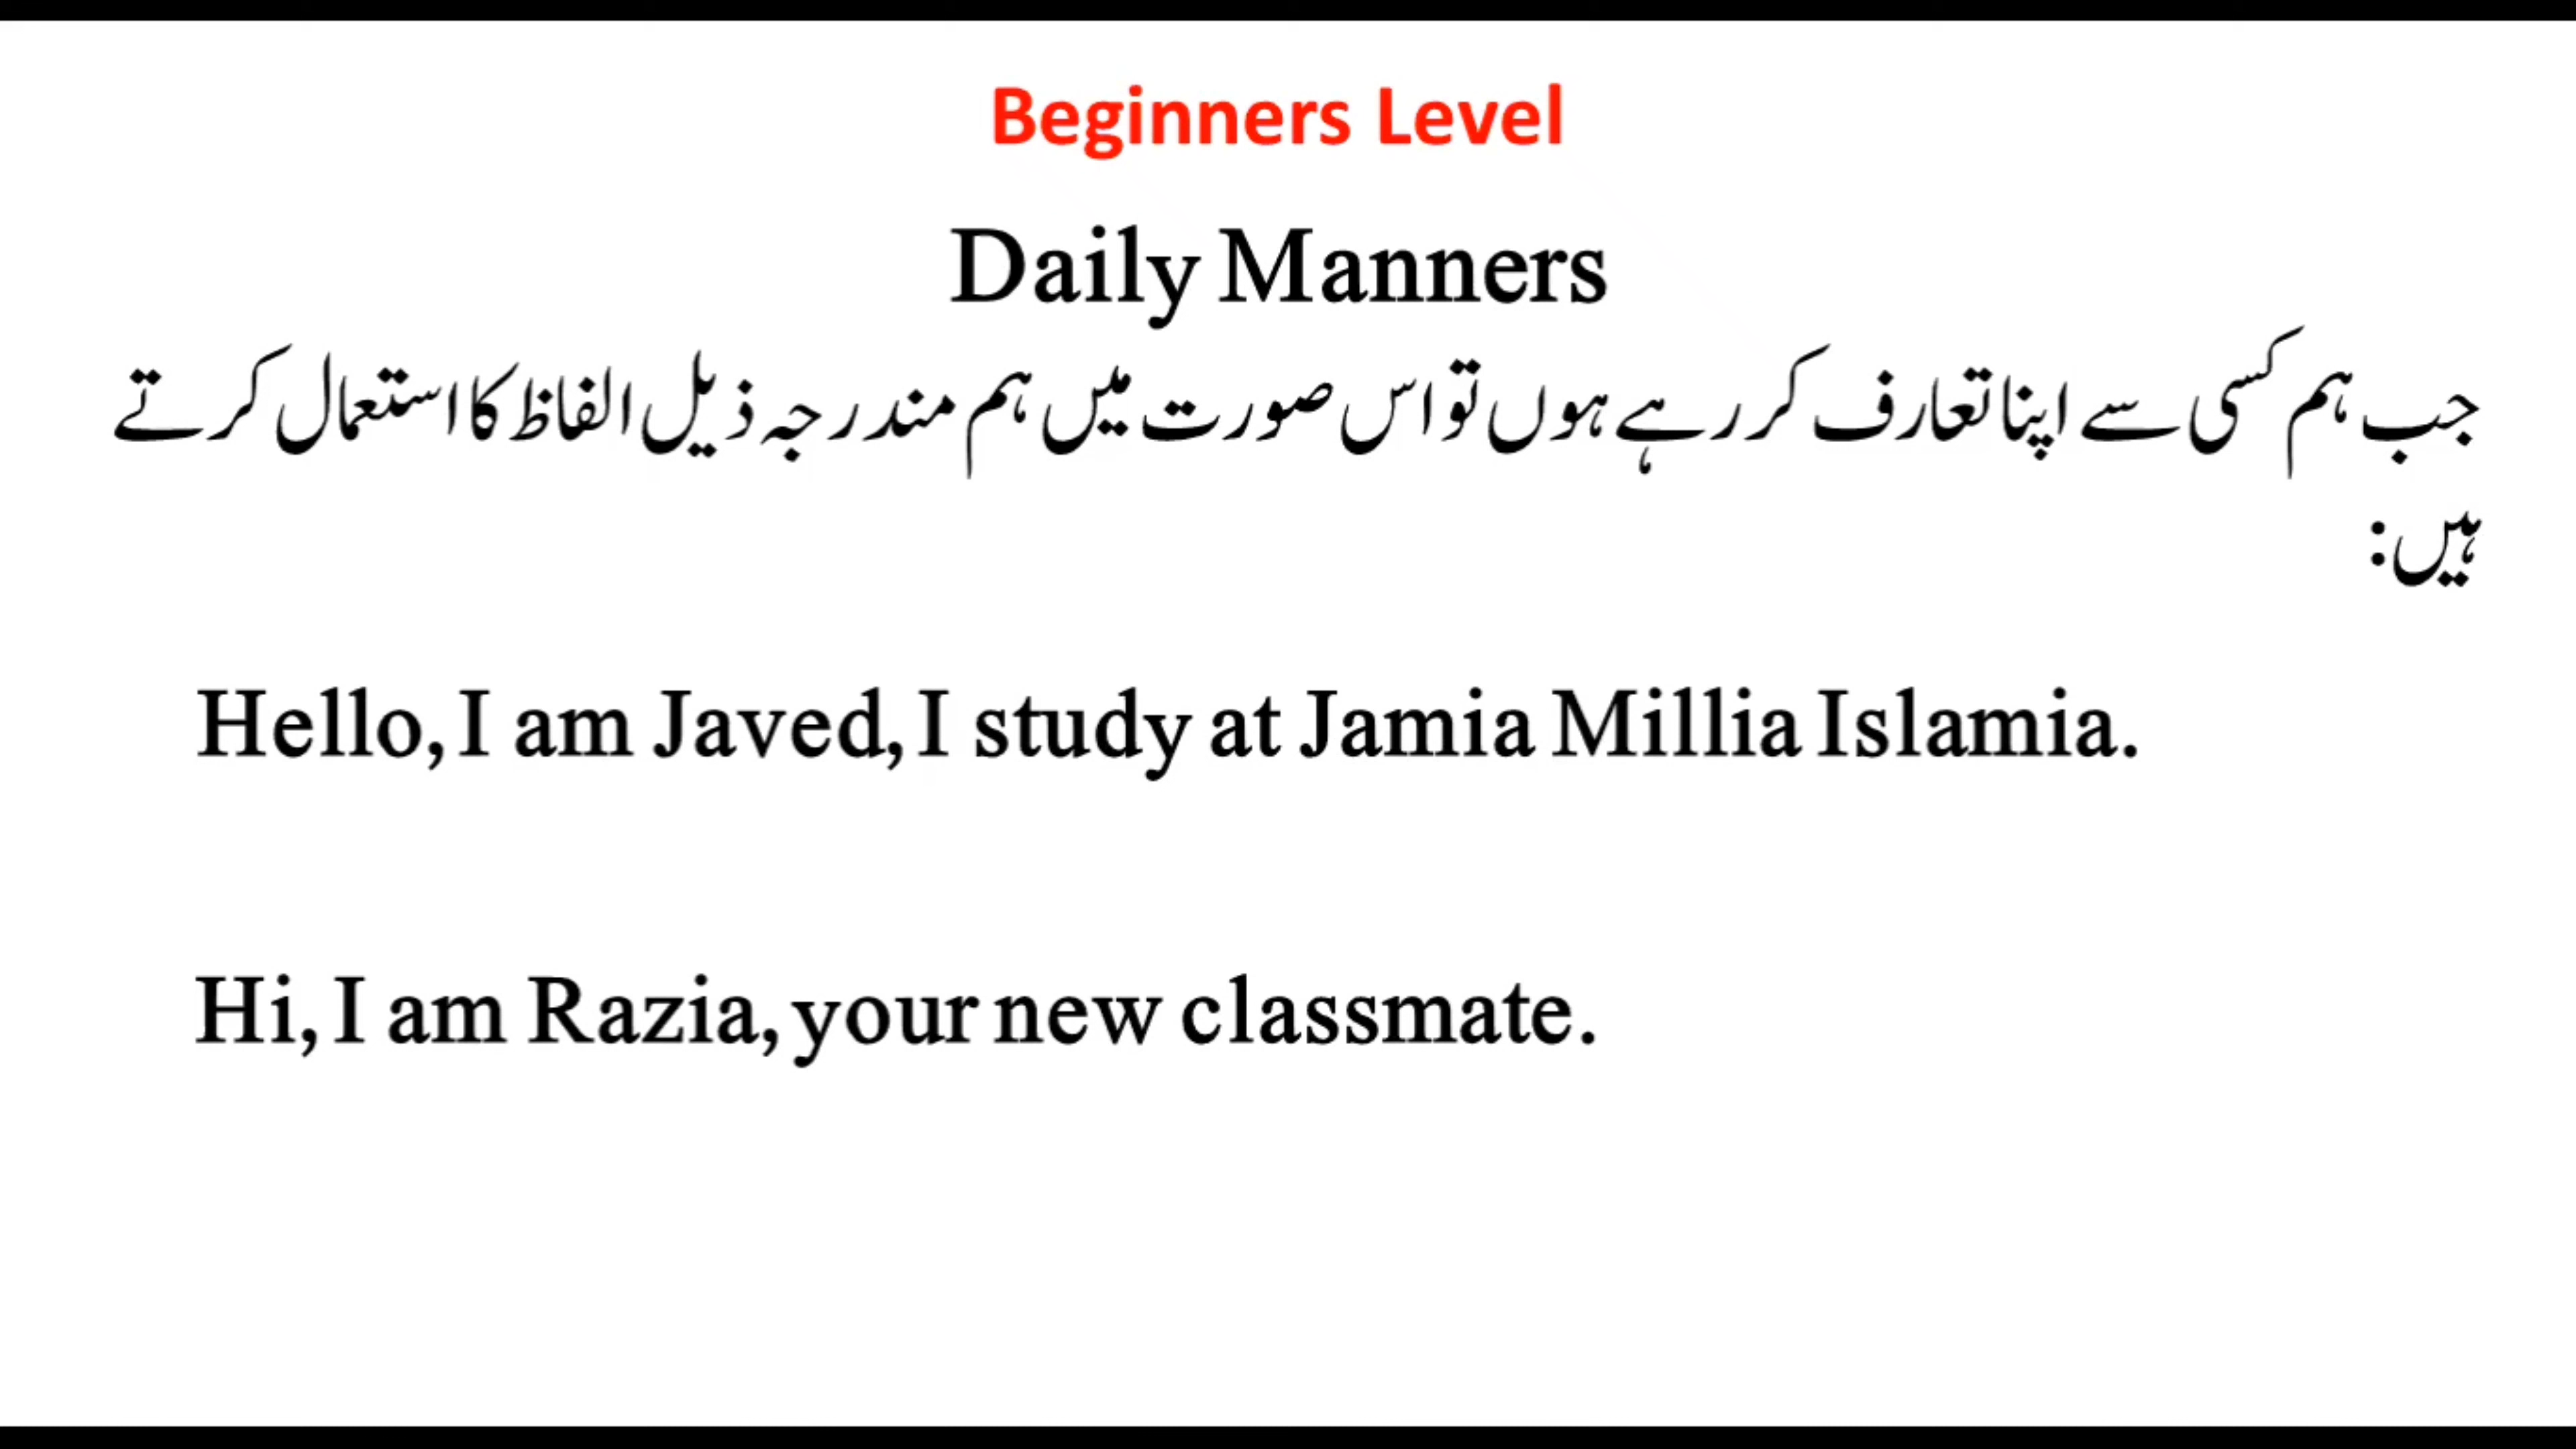 Beginners Level
Daily Manners
جب ہم کسی سے اپنا تعارف کر رہے ہوں تو اس صورت میں ہم مندرجہ ذیل الفاظ کا استعمال کرتے
ہیں:
Hello, I am Javed, I study at Jamia Millia Islamia.
Hi, I am Razia, your new classmate.